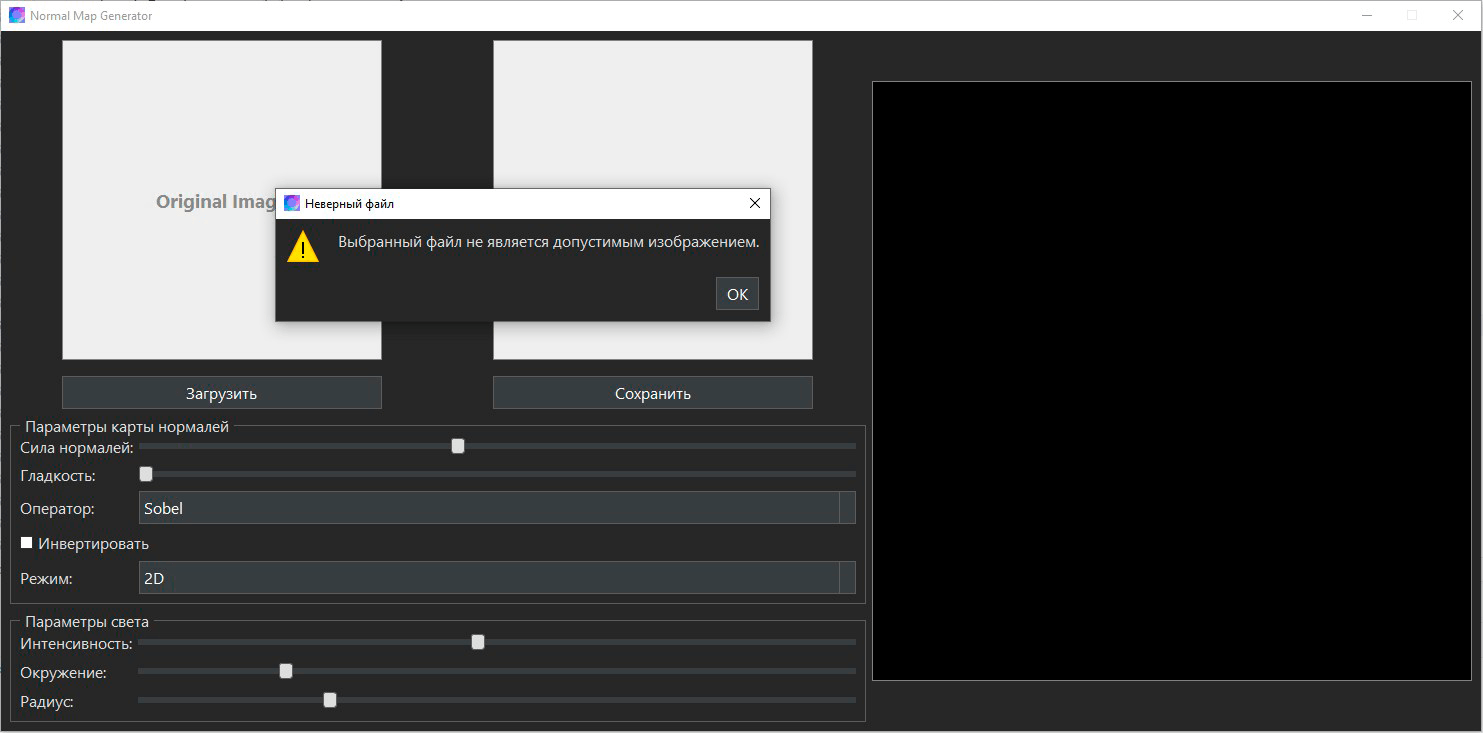 Normal Map Generator
Original Imag
Неверный файл
Выбранный файл не является допустимым изображением.
OK
Загрузить
Сохранить
Параметры карты нормалей
Сила нормалей:
Гладкость:
Оператор:
Sobel
Инвертировать
Режим:
2D
Параметры света
Интенсивность:
Окружение:
Радиус: